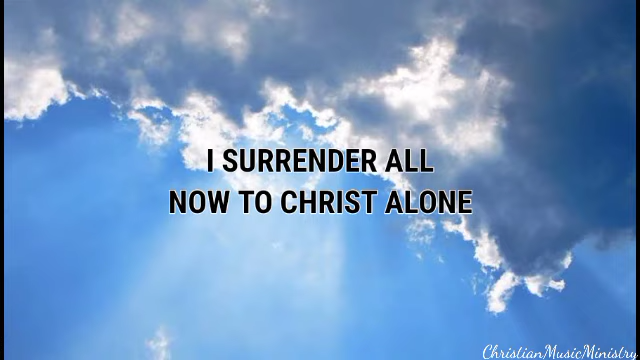 I SURRENDER ALL
NOW TO CHRIST ALONE
ChristianMusicMinistry